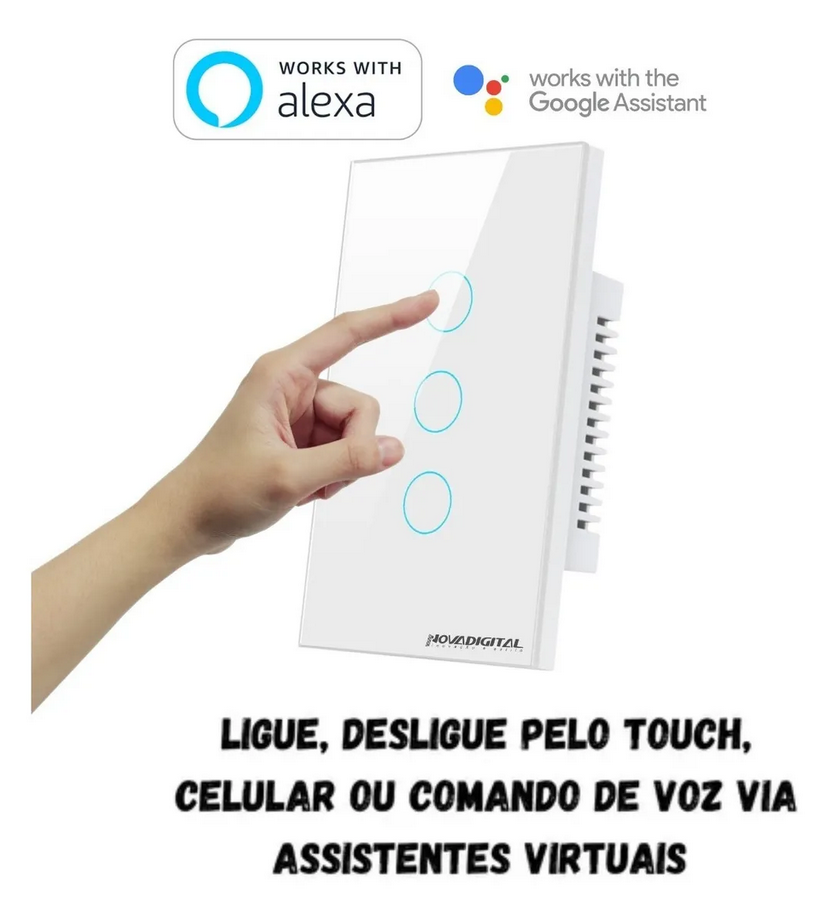 WORKS WITH
alexa
works with the
Google Assistant
NOVADIGITAL
LIGUE, DESLIGUE PELO TOUCH,
CELULAR OU COMANDO DE VOZ VIA
ASSISTENTES VIRTUAIS